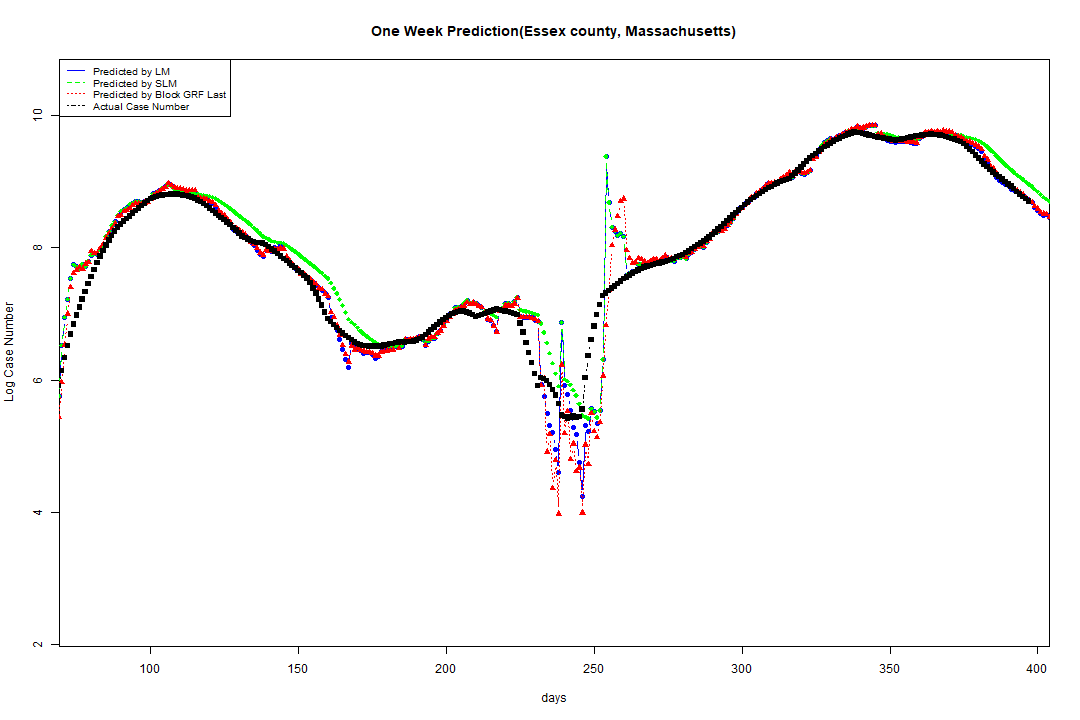 One Week Prediction(Essex county, Massachusetts)
Predicted by LM
Predicted by SLM
Predicted by Block GRF Last
Actual Case Number
10
8
6
4
2
Log Case Number
100 150 200 250 300 350 400
days